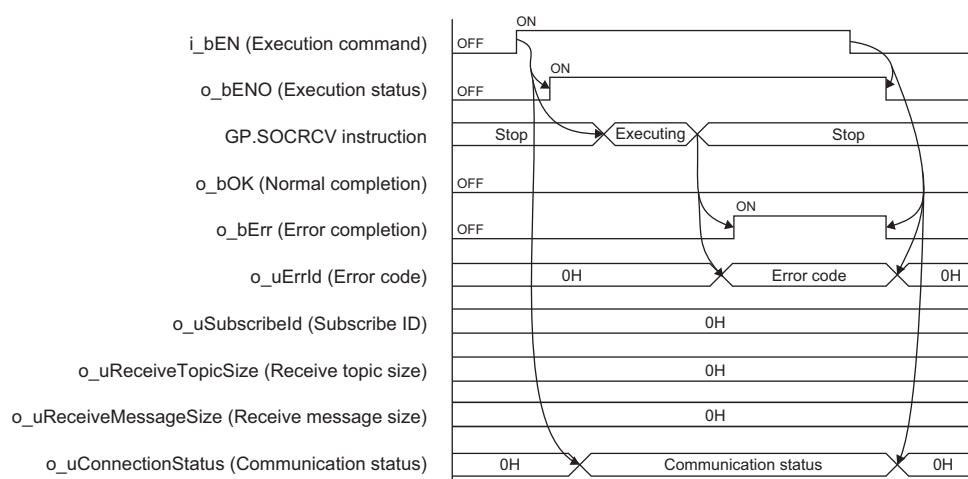 ON
i_bEN (Execution command) OFF
ON
o_bENO (Execution status) OFF
GP.SOCRCV instruction Stop Executing Stop
o_bOK (Normal completion) OFF
ON
o_bErr (Error completion) OFF
o_uErrId (Error code) 0H Error code 0H
o_uSubscribeId (Subscribe ID) 0H
o_uReceiveTopicSize (Receive topic size) 0H
o_uReceiveMessageSize (Receive message size) 0H
o_uConnectionStatus (Communication status) 0H Communication status 0H